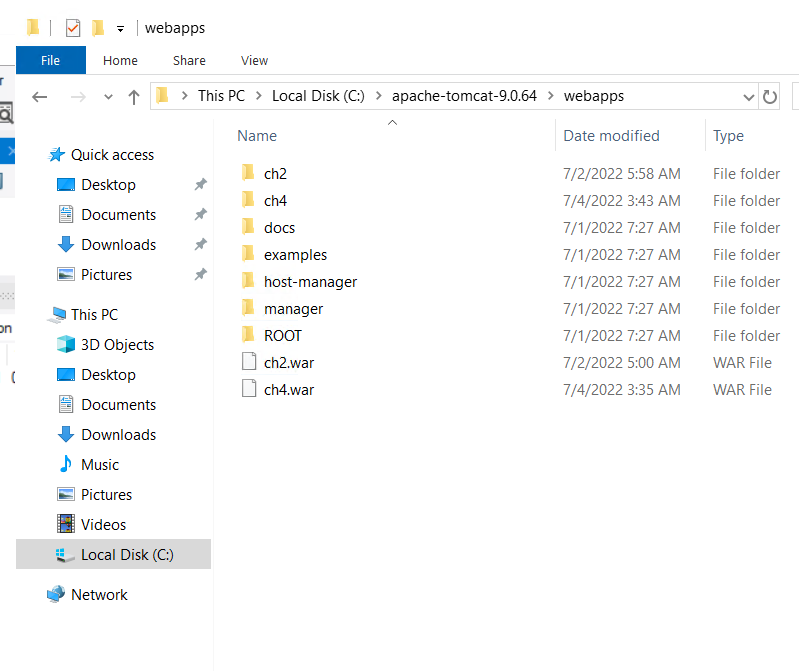 webapps
File Home Share View
This PC Local Disk (C:) apache-tomcat-9.0.64 webapps
Name Date modified Type
Quick access
Desktop
Documents
Downloads
Pictures
This PC
3D Objects
Desktop
Documents
Downloads
Music
Pictures
Videos
Local Disk (C:)
Network
ch2 7/2/2022 5:58 AM File folder
ch4 7/4/2022 3:43 AM File folder
docs 7/1/2022 7:27 AM File folder
examples 7/1/2022 7:27 AM File folder
host-manager 7/1/2022 7:27 AM File folder
manager 7/1/2022 7:27 AM File folder
ROOT 7/1/2022 7:27 AM File folder
ch2.war 7/2/2022 5:00 AM WAR File
ch4.war 7/4/2022 3:35 AM WAR File